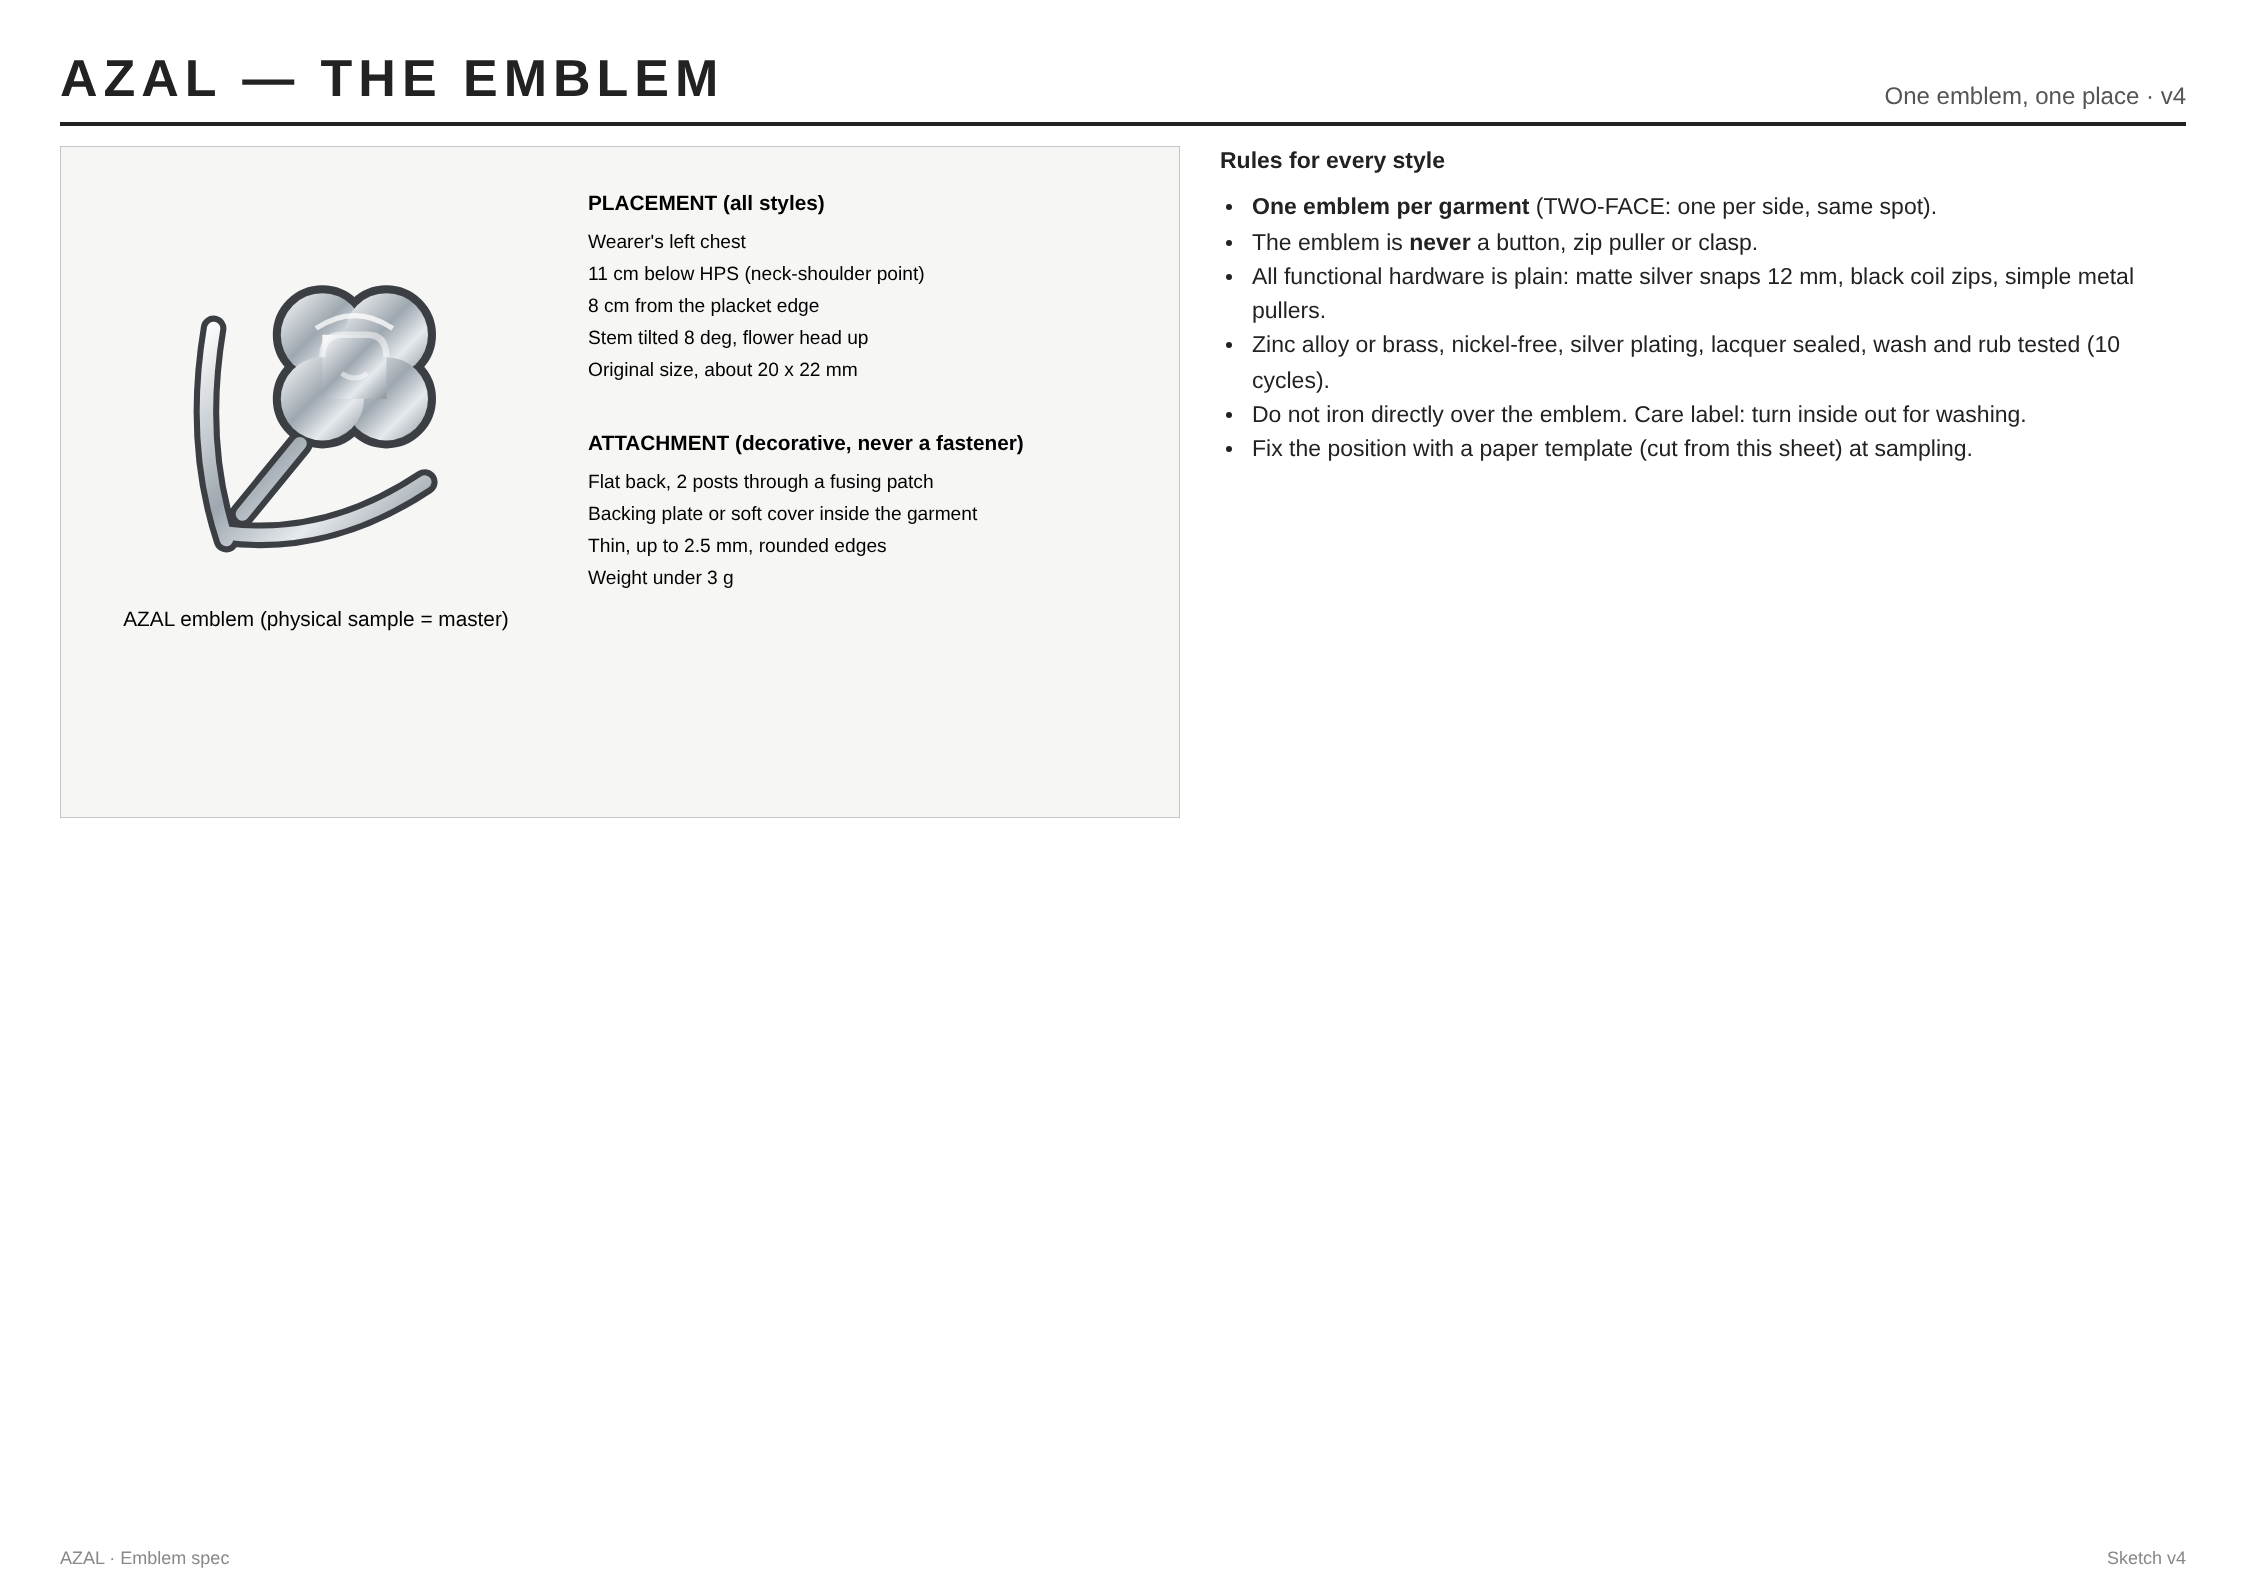 AZAL — THE EMBLEM
One emblem, one place · v4
PLACEMENT (all styles)
Wearer's left chest
11 cm below HPS (neck-shoulder point)
8 cm from the placket edge
Stem tilted 8 deg, flower head up
Original size, about 20 x 22 mm
ATTACHMENT (decorative, never a fastener)
Flat back, 2 posts through a fusing patch
Backing plate or soft cover inside the garment
Thin, up to 2.5 mm, rounded edges
Weight under 3 g
AZAL emblem (physical sample = master)
Rules for every style
• One emblem per garment (TWO-FACE: one per side, same spot).
• The emblem is never a button, zip puller or clasp.
• All functional hardware is plain: matte silver snaps 12 mm, black coil zips, simple metal
pullers.
• Zinc alloy or brass, nickel-free, silver plating, lacquer sealed, wash and rub tested (10
cycles).
• Do not iron directly over the emblem. Care label: turn inside out for washing.
• Fix the position with a paper template (cut from this sheet) at sampling.
AZAL · Emblem spec
Sketch v4